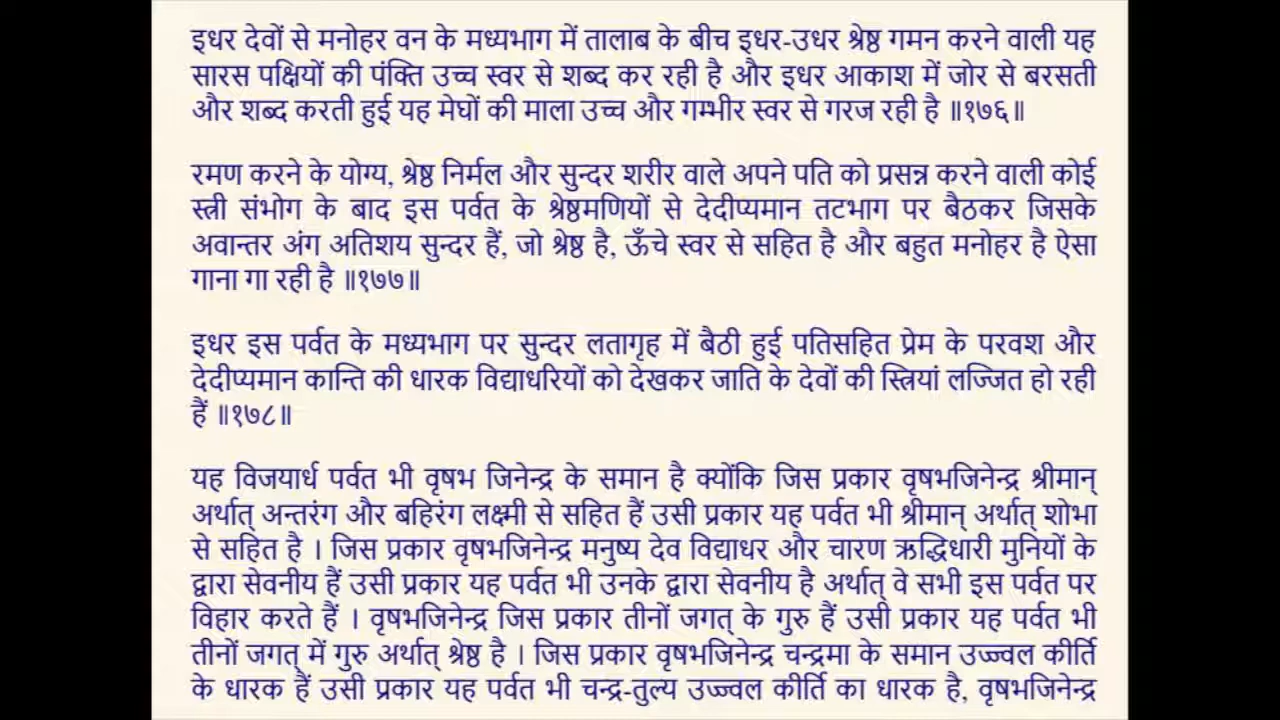 इधर देवों से मनोहर वन के मध्यभाग में तालाब के बीच इधर-उधर श्रेष्ठ गमन करने वाली यह
सारस पक्षियों की पंक्ति उच्च स्वर से शब्द कर रही है और इधर आकाश में जोर से बरसती
और शब्द करती हुई यह मेघों की माला उच्च और गम्भीर स्वर से गरज रही है ॥१७६॥
रमण करने के योग्य, श्रेष्ठ निर्मल और सुन्दर शरीर वाले अपने पति को प्रसन्न करने वाली कोई
स्त्री संभोग के बाद इस पर्वत के श्रेष्ठमणियों से देदीप्यमान तटभाग पर बैठकर जिसके
अवान्तर अंग अतिशय सुन्दर हैं, जो श्रेष्ठ है, ऊँचे स्वर से सहित है और बहुत मनोहर है ऐसा
गाना गा रही है ॥१७७॥
इधर इस पर्वत के मध्यभाग पर सुन्दर लतागृह में बैठी हुई पतिसहित प्रेम के परवश और
देदीप्यमान कान्ति की धारक विद्याधरियों को देखकर जाति के देवों की स्त्रियां लज्जित हो रही
हैं ॥१७८॥
यह विजयार्ध पर्वत भी वृषभ जिनेन्द्र के समान है क्योंकि जिस प्रकार वृषभजिनेन्द्र श्रीमान्
अर्थात् अन्तरंग और बहिरंग लक्ष्मी से सहित हैं उसी प्रकार यह पर्वत भी श्रीमान् अर्थात् शोभा
से सहित है । जिस प्रकार वृषभजिनेन्द्र मनुष्य देव विद्याधर और चारण ऋद्धिधारी मुनियों के
द्वारा सेवनीय हैं उसी प्रकार यह पर्वत भी उनके द्वारा सेवनीय है अर्थात् वे सभी इस पर्वत पर
विहार करते हैं । वृषभजिनेन्द्र जिस प्रकार तीनों जगत् के गुरु हैं उसी प्रकार यह पर्वत भी
तीनों जगत् में गुरु अर्थात् श्रेष्ठ है । जिस प्रकार वृषभजिनेन्द्र चन्द्रमा के समान उज्ज्वल कीर्ति
के धारक हैं उसी प्रकार यह पर्वत भी चन्द्र-तुल्य उज्ज्वल कीर्ति का धारक है, वृषभजिनेन्द्र